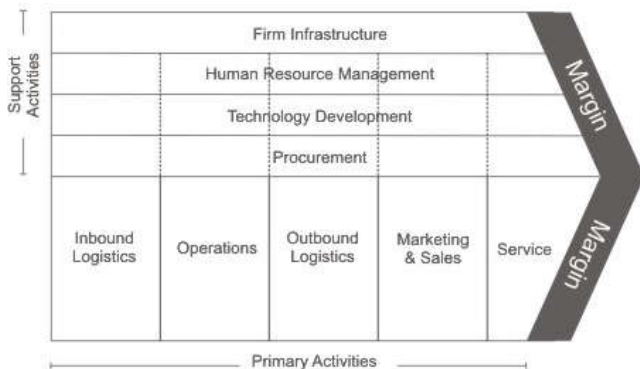 Support
Activities
Firm Infrastructure
Human Resource Management
Technology Development
Procurement
Margin
Inbound
Logistics
Operations
Outbound
Logistics
Marketing
& Sales
Service
Margin
Primary Activities